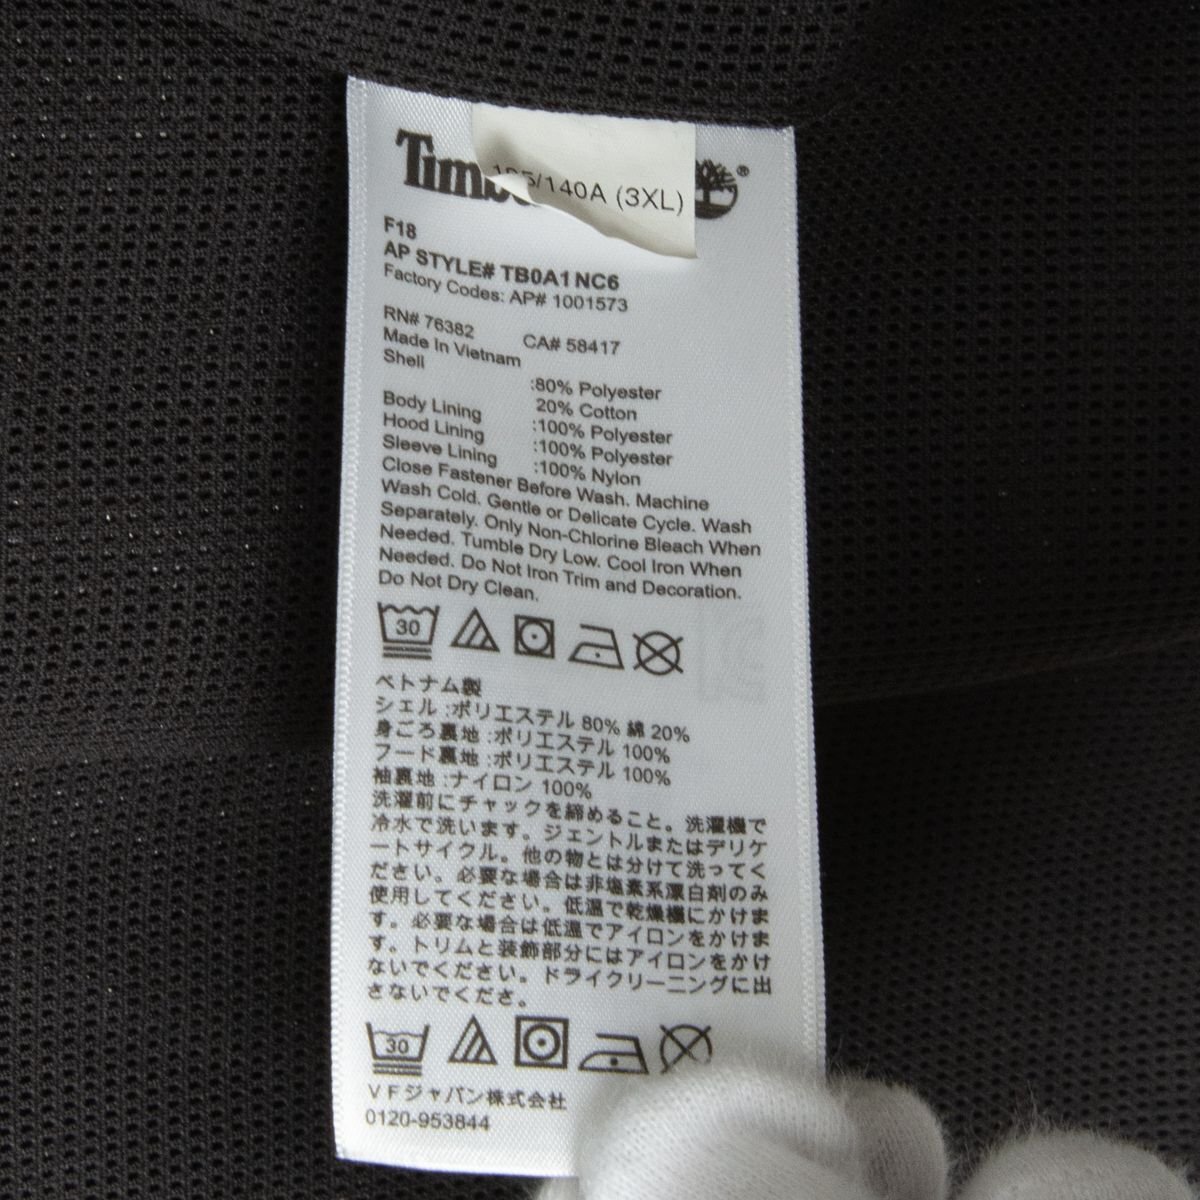 Timb
/140A (3XL)
®
F18
AP STYLE# TB0A1NC6
Factory Codes: AP# 1001573
RN# 76382 CA# 58417
Made In Vietnam
Shell :80% Polyester
20% Cotton
Body Lining :100% Polyester
Hood Lining :100% Polyester
Sleeve Lining :100% Nylon
Close Fastener Before Wash. Machine
Wash Cold. Gentle or Delicate Cycle. Wash
Separately. Only Non-Chlorine Bleach When
Needed. Tumble Dry Low. Cool Iron When
Needed. Do Not Iron Trim and Decoration.
Do Not Dry Clean.
30
ベトナム製
シェル :ポリエステル 80% 綿 20%
身ごろ裏地 :ポリエステル 100%
フード裏地 :ポリエステル 100%
袖裏地 :ナイロン 100%
洗濯前にチャックを締めること。洗濯機で
冷水で洗います。ジェントルまたはデリケ
ートサイクル。他の物とは分けて洗ってく
ださい。必要な場合は非塩素系漂白剤のみ
使用してください。低温で乾燥機にかけま
す。必要な場合は低温でアイロンをかけま
す。トリムと装飾部分にはアイロンをかけ
ないでください。ドライクリーニングに出
さないでくださ。
30
VFジャパン株式会社
0120-953844